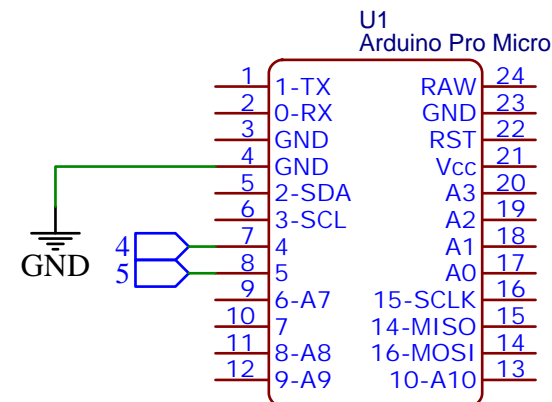 U1
Arduino Pro Micro
1 1-TX RAW 24
2 0-RX GND 23
3 GND RST 22
4 GND Vcc 21
5 2-SDA A3 20
6 3-SCL A2 19
4 7 4 A1 18
GND
5 8 5 A0 17
9 6-A7 15-SCLK 16
10 7 14-MISO 15
11 8-A8 16-MOSI 14
12 9-A9 10-A10 13